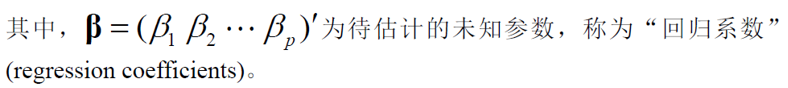 其中，β = (β₁ β₂ ⋯ βₚ)′为待估计的未知参数，称为“回归系数”
(regression coefficients)。